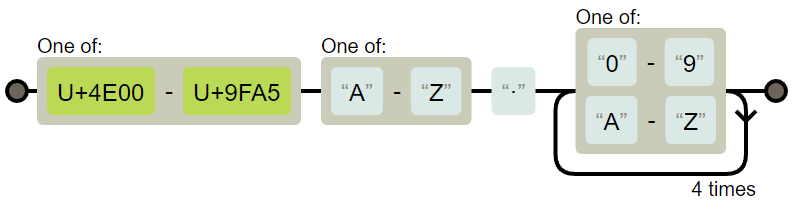 One of:
One of:
One of:
U+4E00 - U+9FA5
“A” - “Z”
“·”
“0” - “9”
“A” - “Z”
4 times